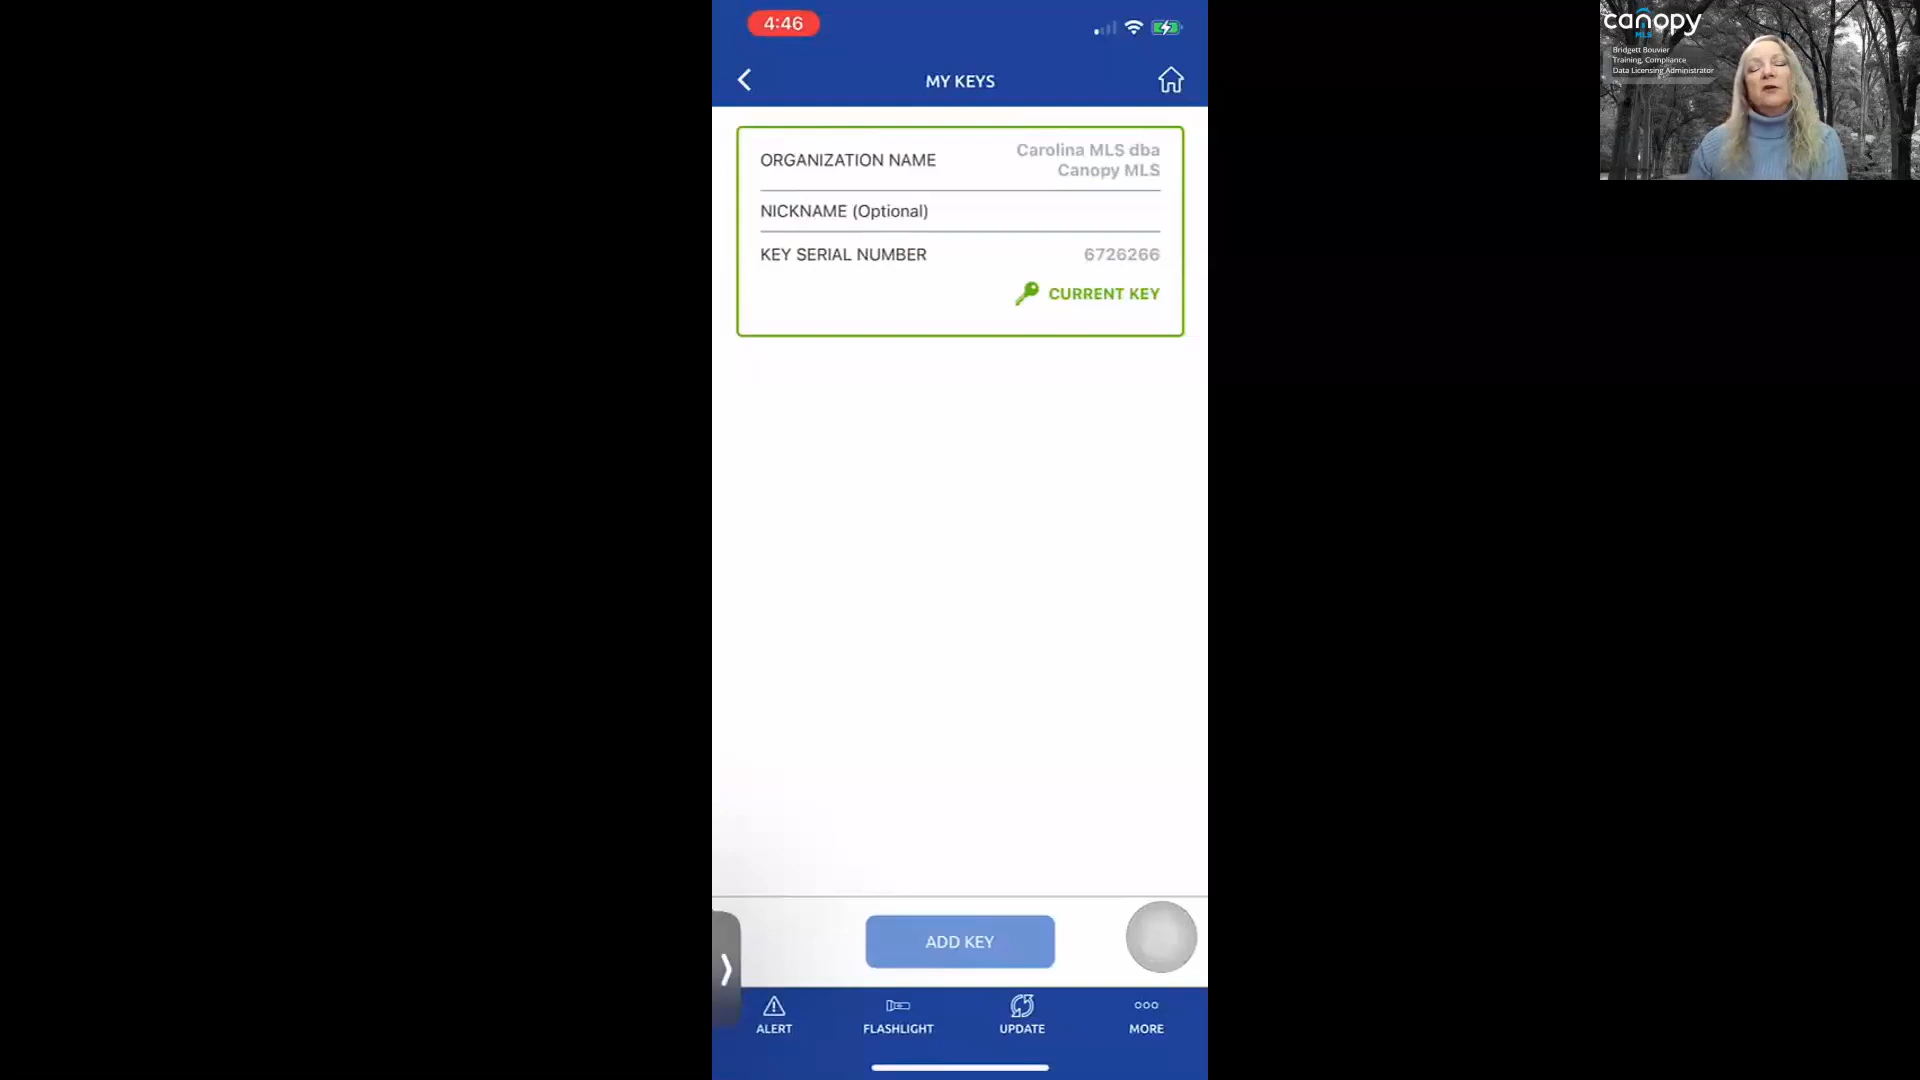 4:46
MY KEYS
ORGANIZATION NAME
Carolina MLS dba
Canopy MLS
NICKNAME (Optional)
KEY SERIAL NUMBER
6726266
CURRENT KEY
ADD KEY
ALERT
FLASHLIGHT
UPDATE
MORE
canopy
MLS
Bridgett Bouvier
Training, Compliance
Data Licensing Administrator